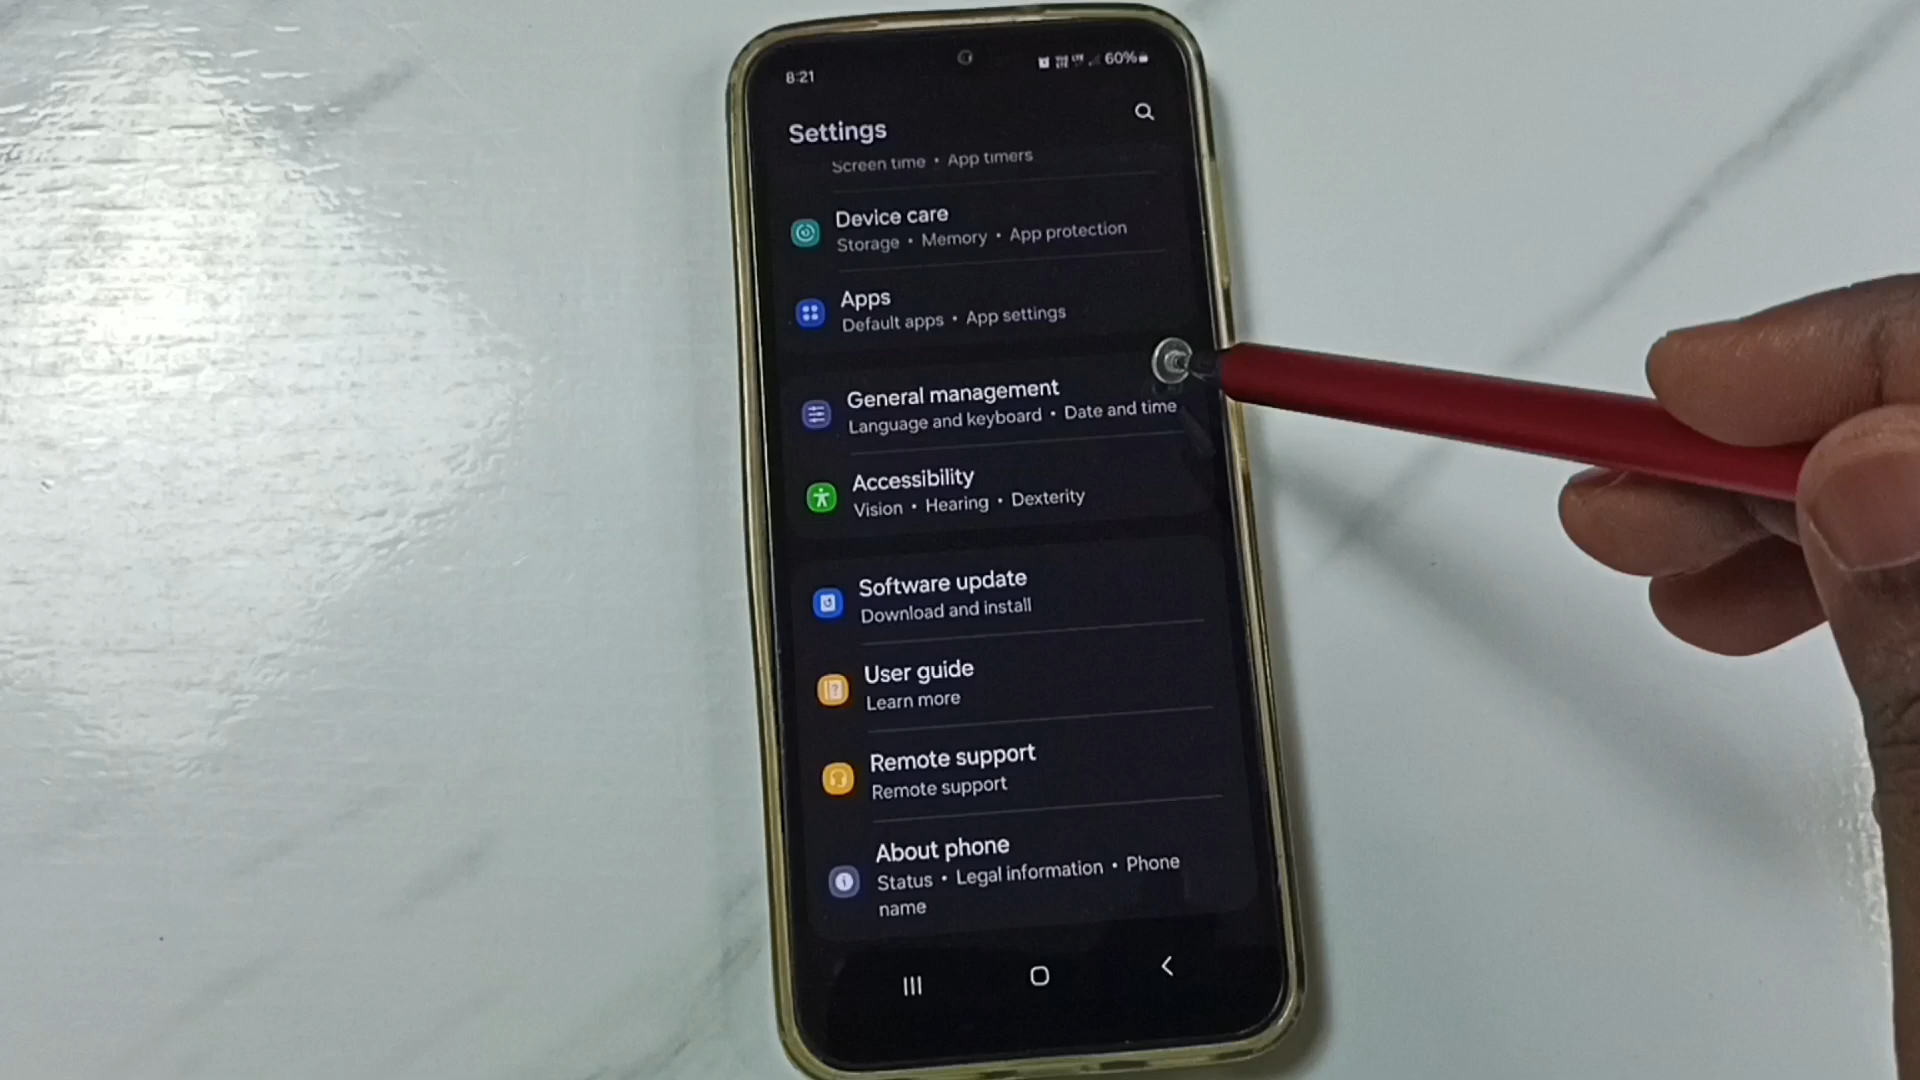 8:21
60%
Settings
Screen time • App timers
Device care
Storage • Memory • App protection
Apps
Default apps • App settings
General management
Language and keyboard • Date and time
Accessibility
Vision • Hearing • Dexterity
Software update
Download and install
User guide
Learn more
Remote support
Remote support
About phone
Status • Legal information • Phone
name